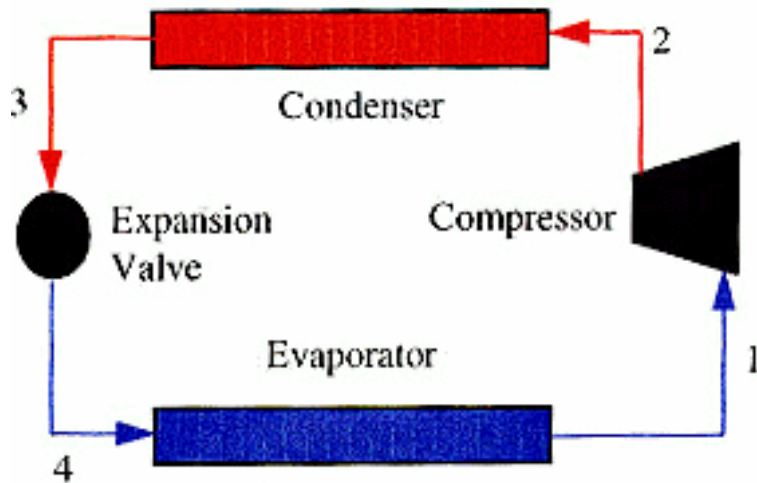 2
3
Condenser
Expansion
Valve
Compressor
Evaporator
1
4